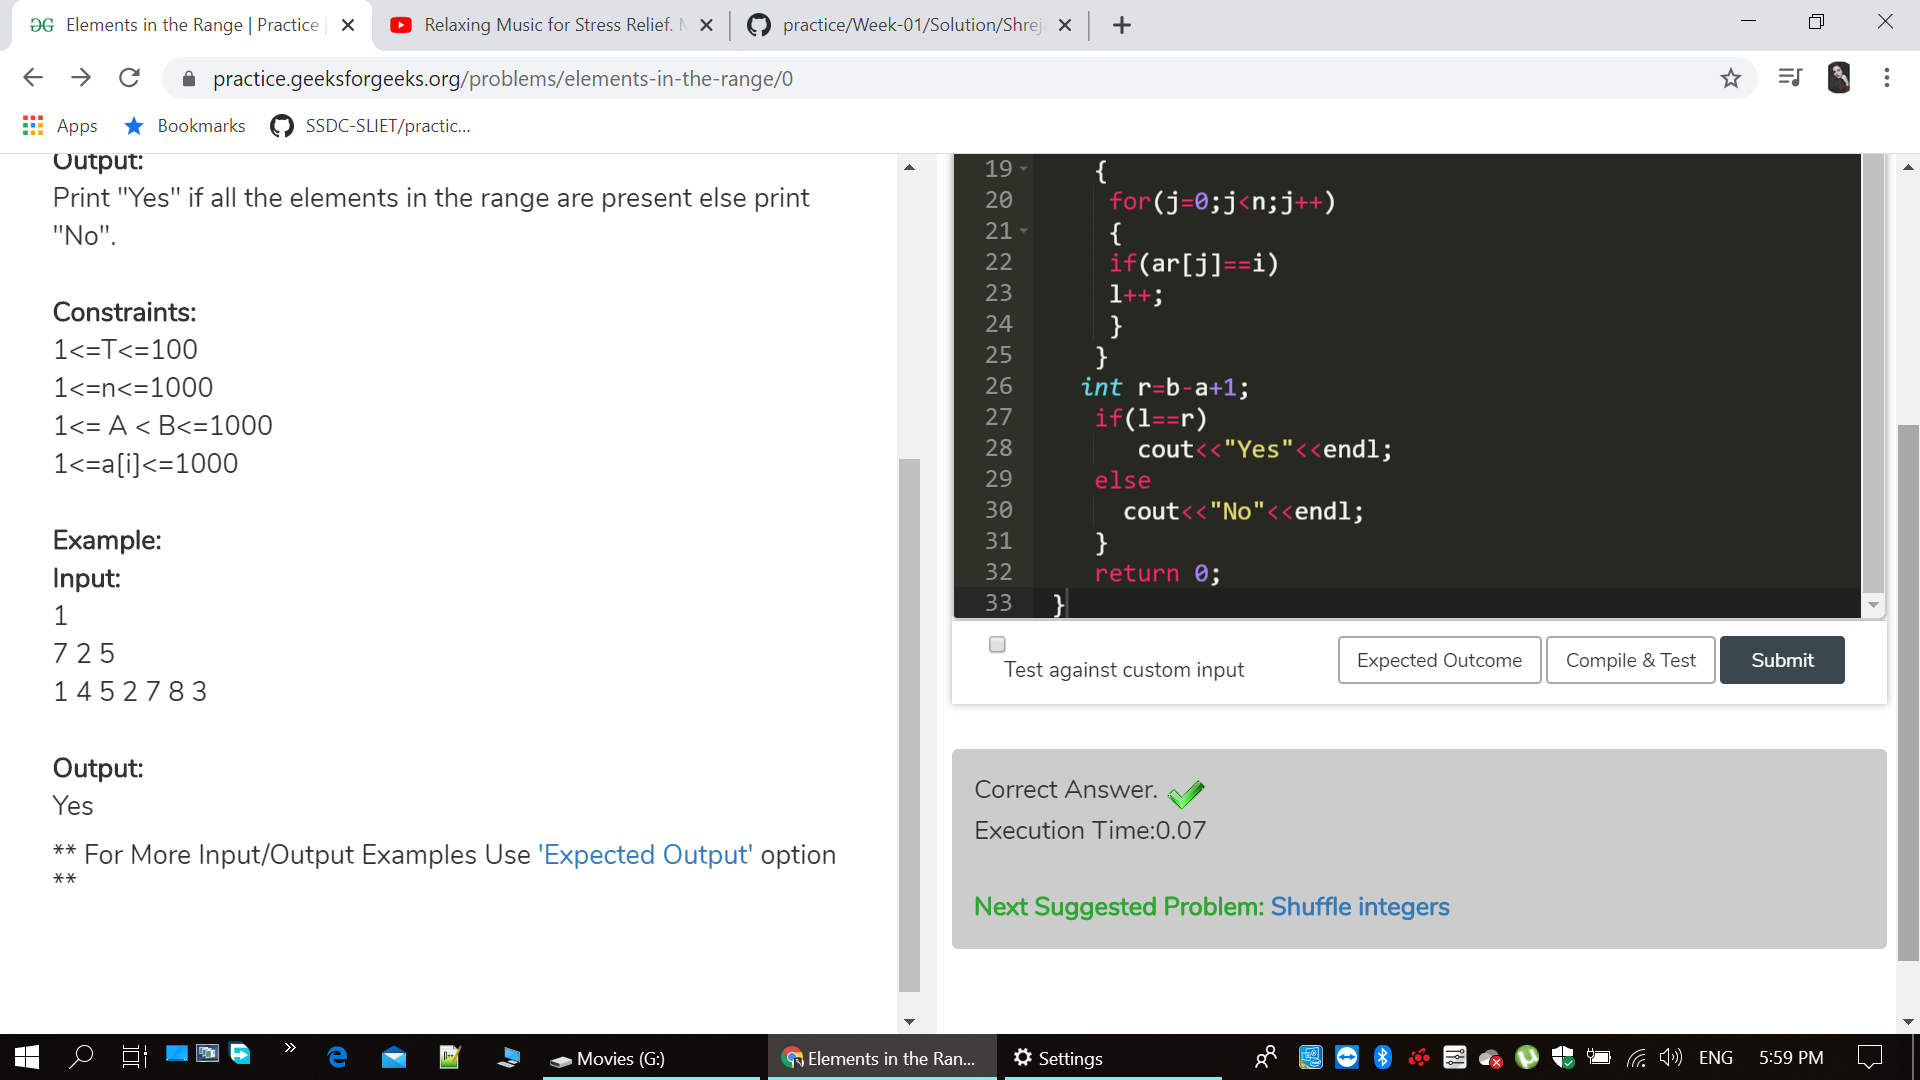 Elements in the Range | Practice |
Relaxing Music for Stress Relief.
practice/Week-01/Solution/Shrej
practice.geeksforgeeks.org/problems/elements-in-the-range/0
Apps
Bookmarks
SSDC-SLIET/practic...
Output:
Print "Yes" if all the elements in the range are present else print
"No".
Constraints:
1<=T<=100
1<=n<=1000
1<= A < B<=1000
1<=a[i]<=1000
Example:
Input:
1
7 2 5
1 4 5 2 7 8 3
Output:
Yes
** For More Input/Output Examples Use 'Expected Output' option
**
19 {
20 for(j=0;j<n;j++)
21 {
22 if(ar[j]==i)
23 l++;
24 }
25 }
26 int r=b-a+1;
27 if(l==r)
28 cout<<"Yes"<<endl;
29 else
30 cout<<"No"<<endl;
31 }
32 return 0;
33 }
Test against custom input
Expected Outcome
Compile & Test
Submit
Correct Answer.
Execution Time:0.07
Next Suggested Problem: Shuffle integers
Movies (G:)
Elements in the Ran...
Settings
ENG
5:59 PM